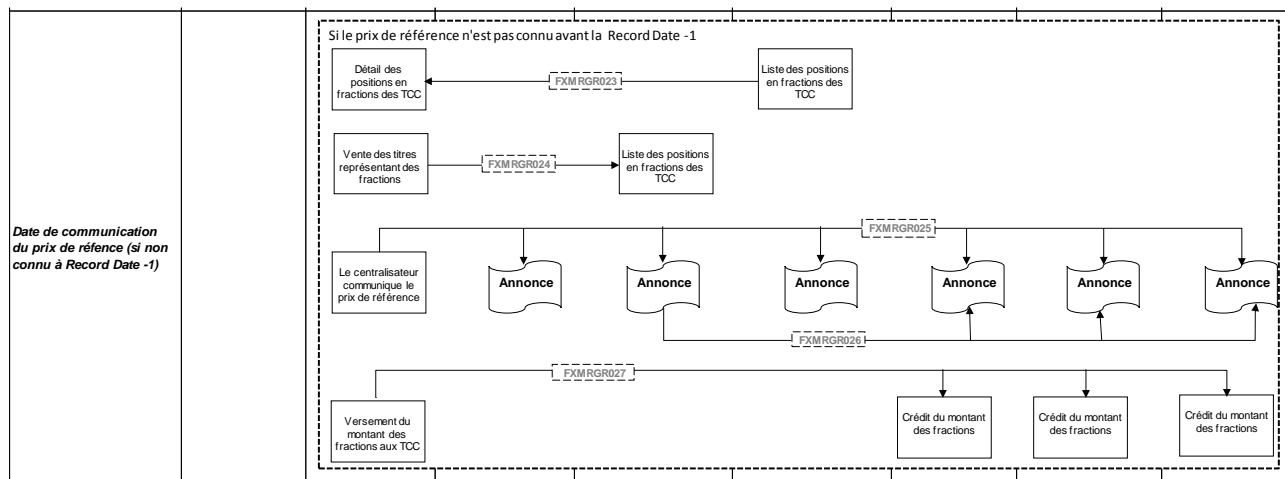 Si le prix de référence n'est pas connu avant la Record Date -1
Détail des
positions en
fractions des TCC
FXMRGR023
Liste des positions
en fractions des
TCC
Vente des titres
représentant des
fractions
FXMRGR024
Liste des positions
en fractions des
TCC
Date de communication
du prix de réfence (si non
connu à Record Date -1)
FXMRGR025
Le centralisateur
communique le
prix de référence
Annonce
Annonce
Annonce
Annonce
Annonce
Annonce
FXMRGR026
FXMRGR027
Versement du
montant des
fractions aux TCC
Crédit du montant
des fractions
Crédit du montant
des fractions
Crédit du montant
des fractions